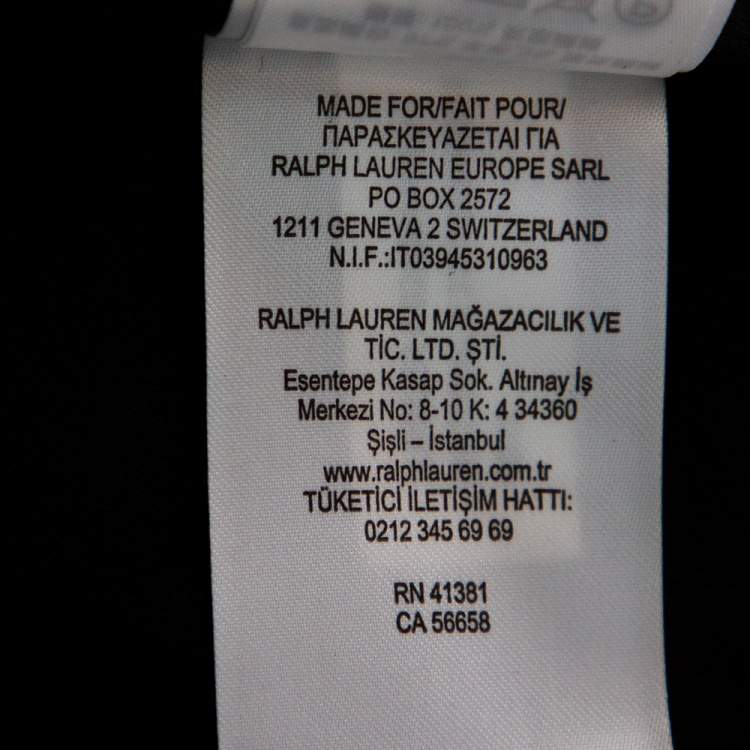 MADE FOR/FAIT POUR/
ΠΑΡΑΣΚΕΥΑΖΕΤΑΙ ΓΙΑ
RALPH LAUREN EUROPE SARL
PO BOX 2572
1211 GENEVA 2 SWITZERLAND
N.I.F.:IT03945310963
RALPH LAUREN MAĞAZACILIK VE
TİC. LTD. ŞTİ.
Esentepe Kasap Sok. Altınay İş
Merkezi No: 8-10 K: 4 34360
Şişli – İstanbul
www.ralphlauren.com.tr
TÜKETİCİ İLETİŞİM HATTI:
0212 345 69 69
RN 41381
CA 56658